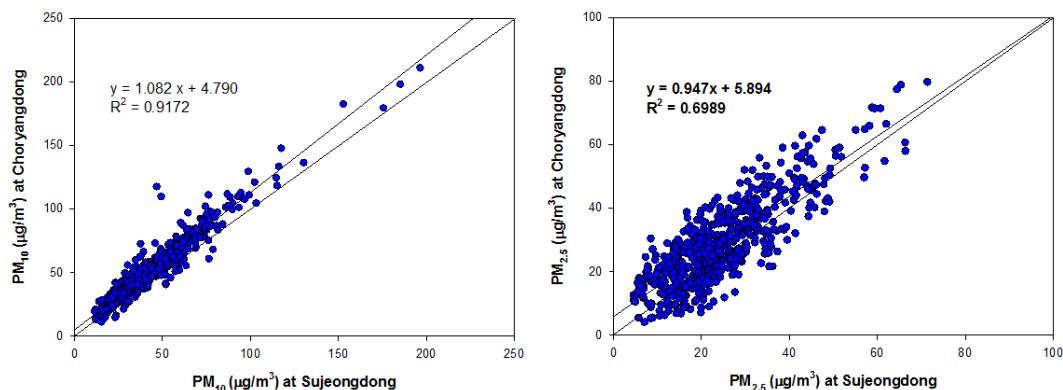 250
200
150
100
50
0
PM10 (μg/m3) at Choryangdong
y = 1.082 x + 4.790
R2 = 0.9172
0 50 100 150 200 250
PM10 (μg/m3) at Sujeongdong
100
80
60
40
20
0
PM2.5 (μg/m3) at Choryangdong
y = 0.947x + 5.894
R2 = 0.6989
0 20 40 60 80 100
PM2.5 (μg/m3) at Sujeongdong